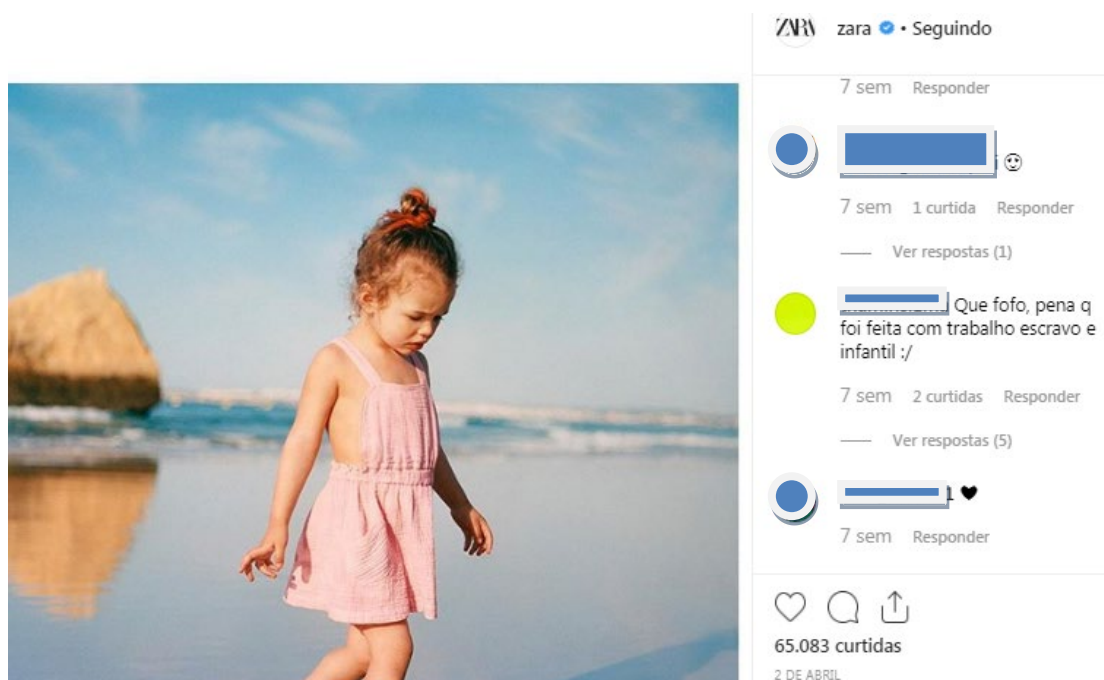 ZARA
zara • Seguindo
7 sem Responder
7 sem 1 curtida Responder
Ver respostas (1)
Que fofo, pena q
foi feita com trabalho escravo e
infantil :/
7 sem 2 curtidas Responder
Ver respostas (5)
7 sem Responder
65.083 curtidas
2 DE ABRIL